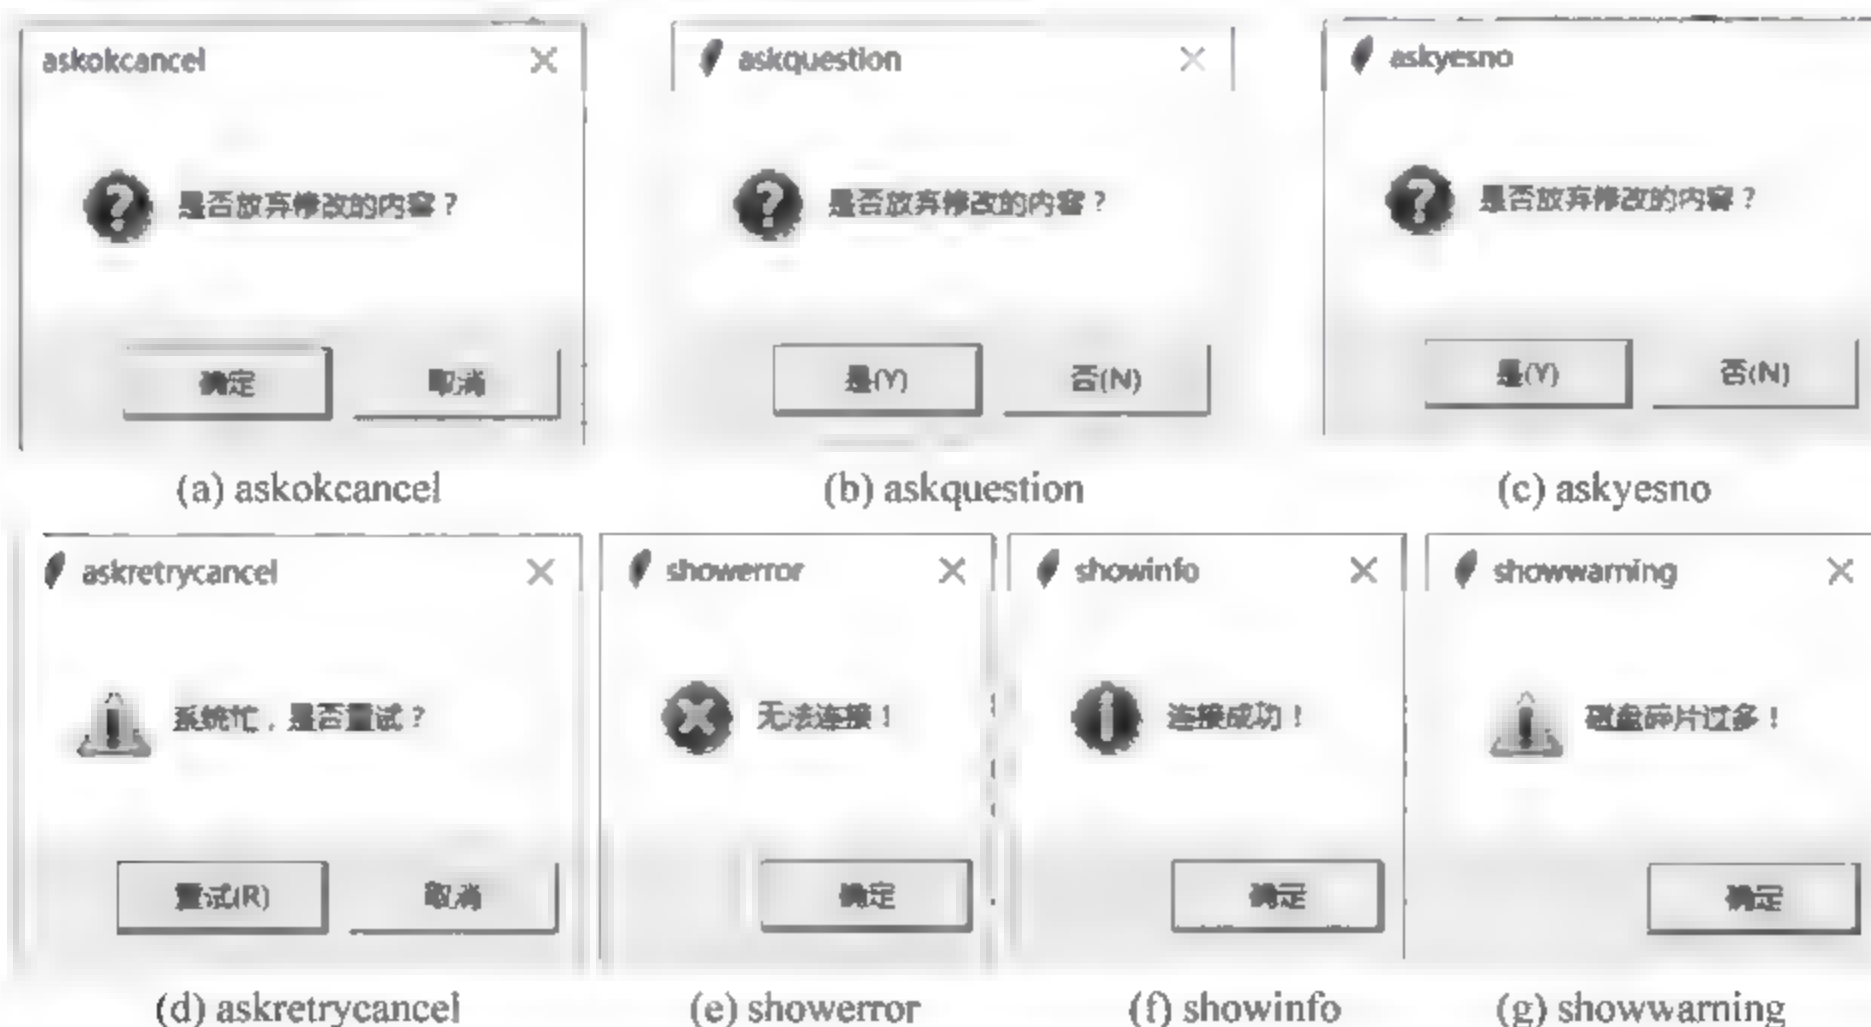 askokcancel
是否放弃修改的内容？
确定 取消
(a) askokcancel
askquestion
是否放弃修改的内容？
是(Y) 否(N)
(b) askquestion
askyesno
是否放弃修改的内容？
是(Y) 否(N)
(c) askyesno
askretrycancel
系统忙，是否重试？
重试(R) 取消
(d) askretrycancel
showerror
无法连接！
确定
(e) showerror
showinfo
连接成功！
确定
(f) showinfo
showwarning
磁盘碎片过多！
确定
(g) showwarning